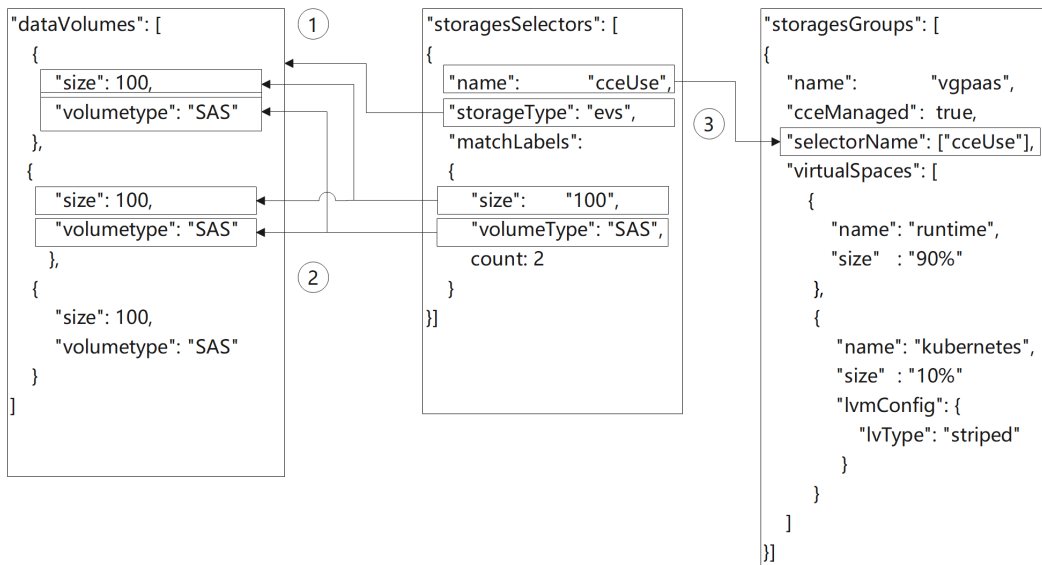 "dataVolumes": [
{
"size": 100,
"volumetype": "SAS"
},
{
"size": 100,
"volumetype": "SAS"
},
{
"size": 100,
"volumetype": "SAS"
}
]
1
2
"storagesSelectors": [
{
"name": "cceUse",
"storageType": "evs",
"matchLabels":
{
"size": "100",
"volumeType": "SAS",
count: 2
}
}]
3
"storagesGroups": [
{
"name": "vgpaas",
"cceManaged": true,
"selectorName": ["cceUse"],
"virtualSpaces": [
{
"name": "runtime",
"size" : "90%"
},
{
"name": "kubernetes",
"size" : "10%"
"lvmConfig": {
"lvType": "striped"
}
}
]
}]